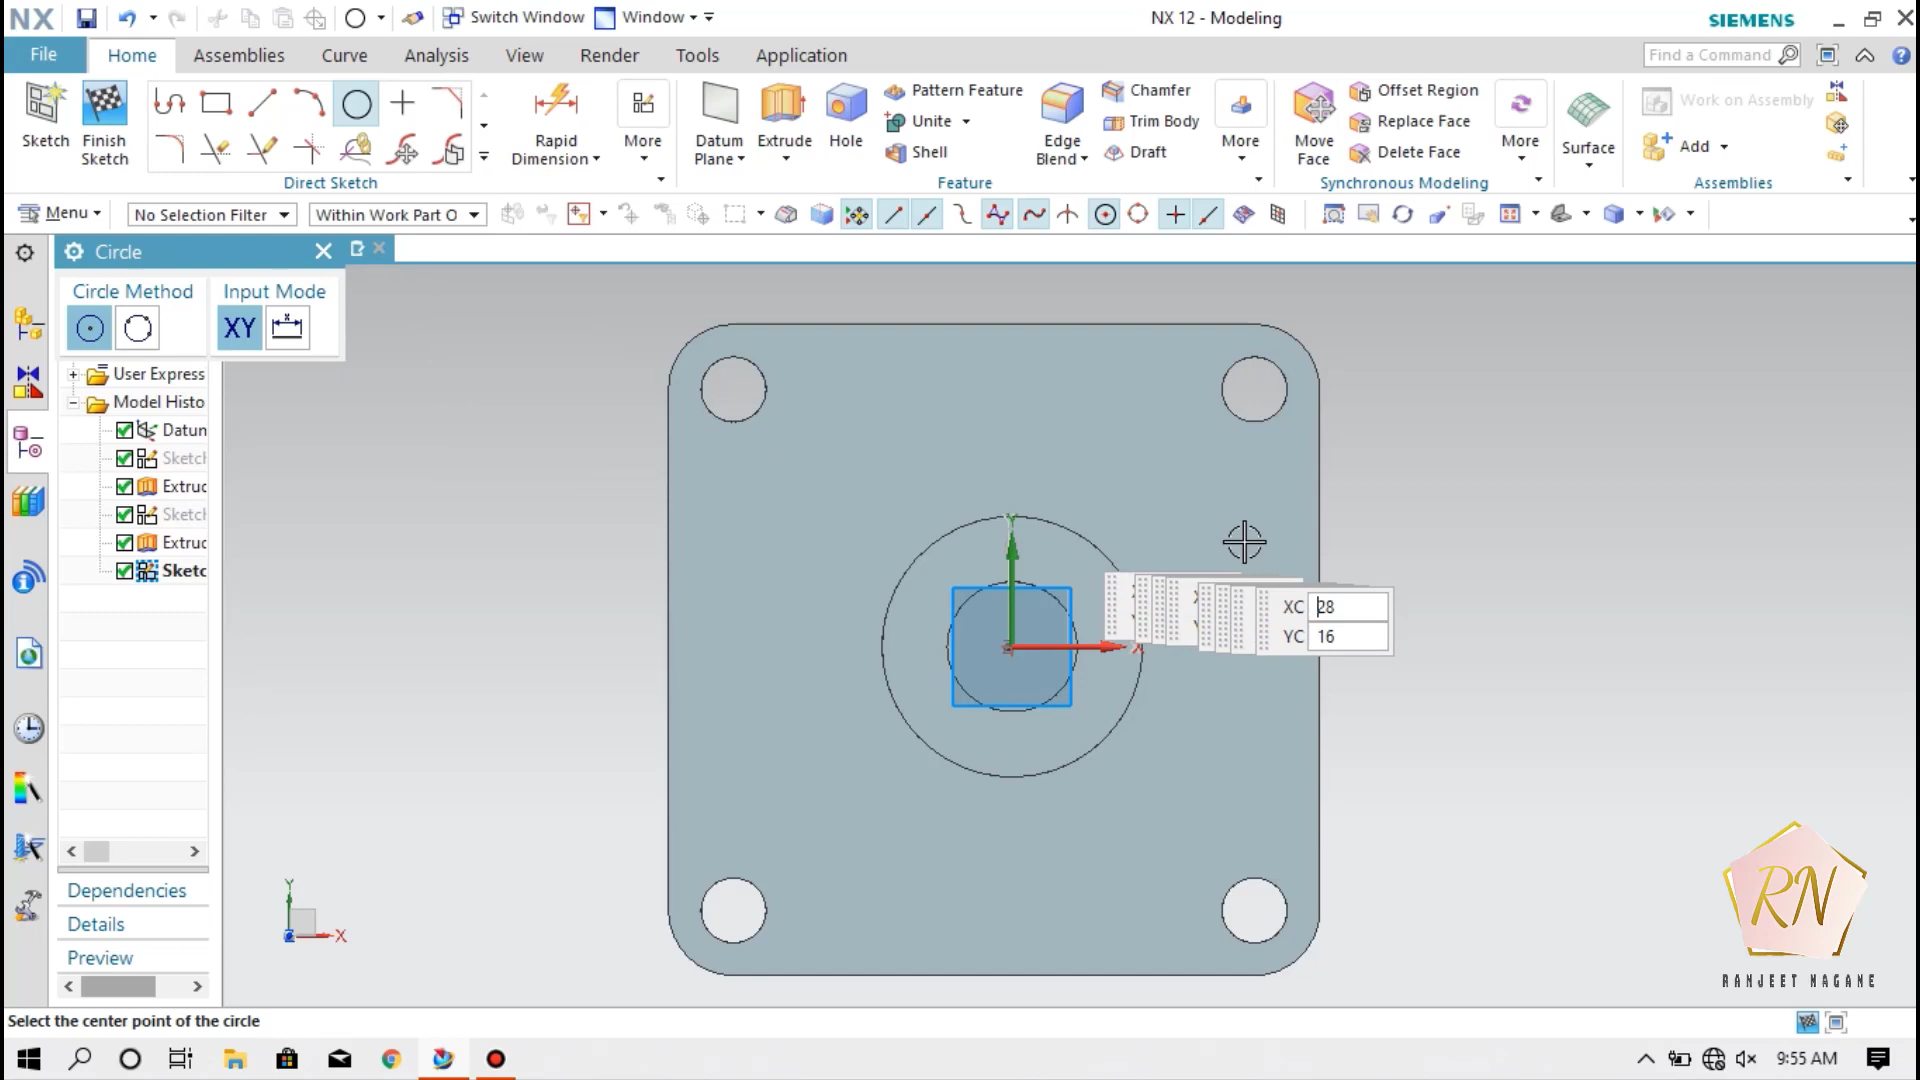 NX
Switch Window
Window
NX 12 - Modeling
SIEMENS
File
Home
Assemblies
Curve
Analysis
View
Render
Tools
Application
Find a Command
Sketch
Finish
Sketch
Rapid
Dimension
More
Direct Sketch
Datum
Plane
Extrude
Hole
Pattern Feature
Unite
Shell
Edge
Blend
Chamfer
Trim Body
Draft
More
Feature
Move
Face
Offset Region
Replace Face
Delete Face
More
Synchronous Modeling
Surface
Work on Assembly
Add
Assemblies
Menu
No Selection Filter
Within Work Part O
Circle
Circle Method
Input Mode
XY
User Express
Model Histo
Datun
Sketch
Extruc
Sketch
Extruc
Sketc
Dependencies
Details
Preview
Y
X
XC 28
YC 16
Y
X
RN
RANJEET NAGANE
Select the center point of the circle
9:55 AM